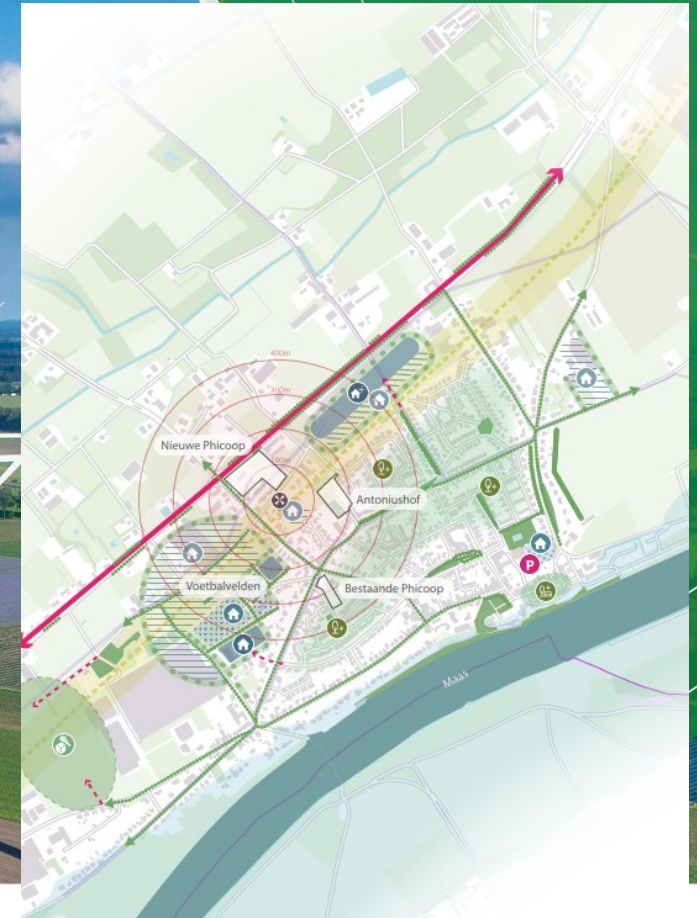 400m
300m
Nieuwe Phicoop
Antoniushof
Voetbalvelden
Bestaande Phicoop
P
Maas